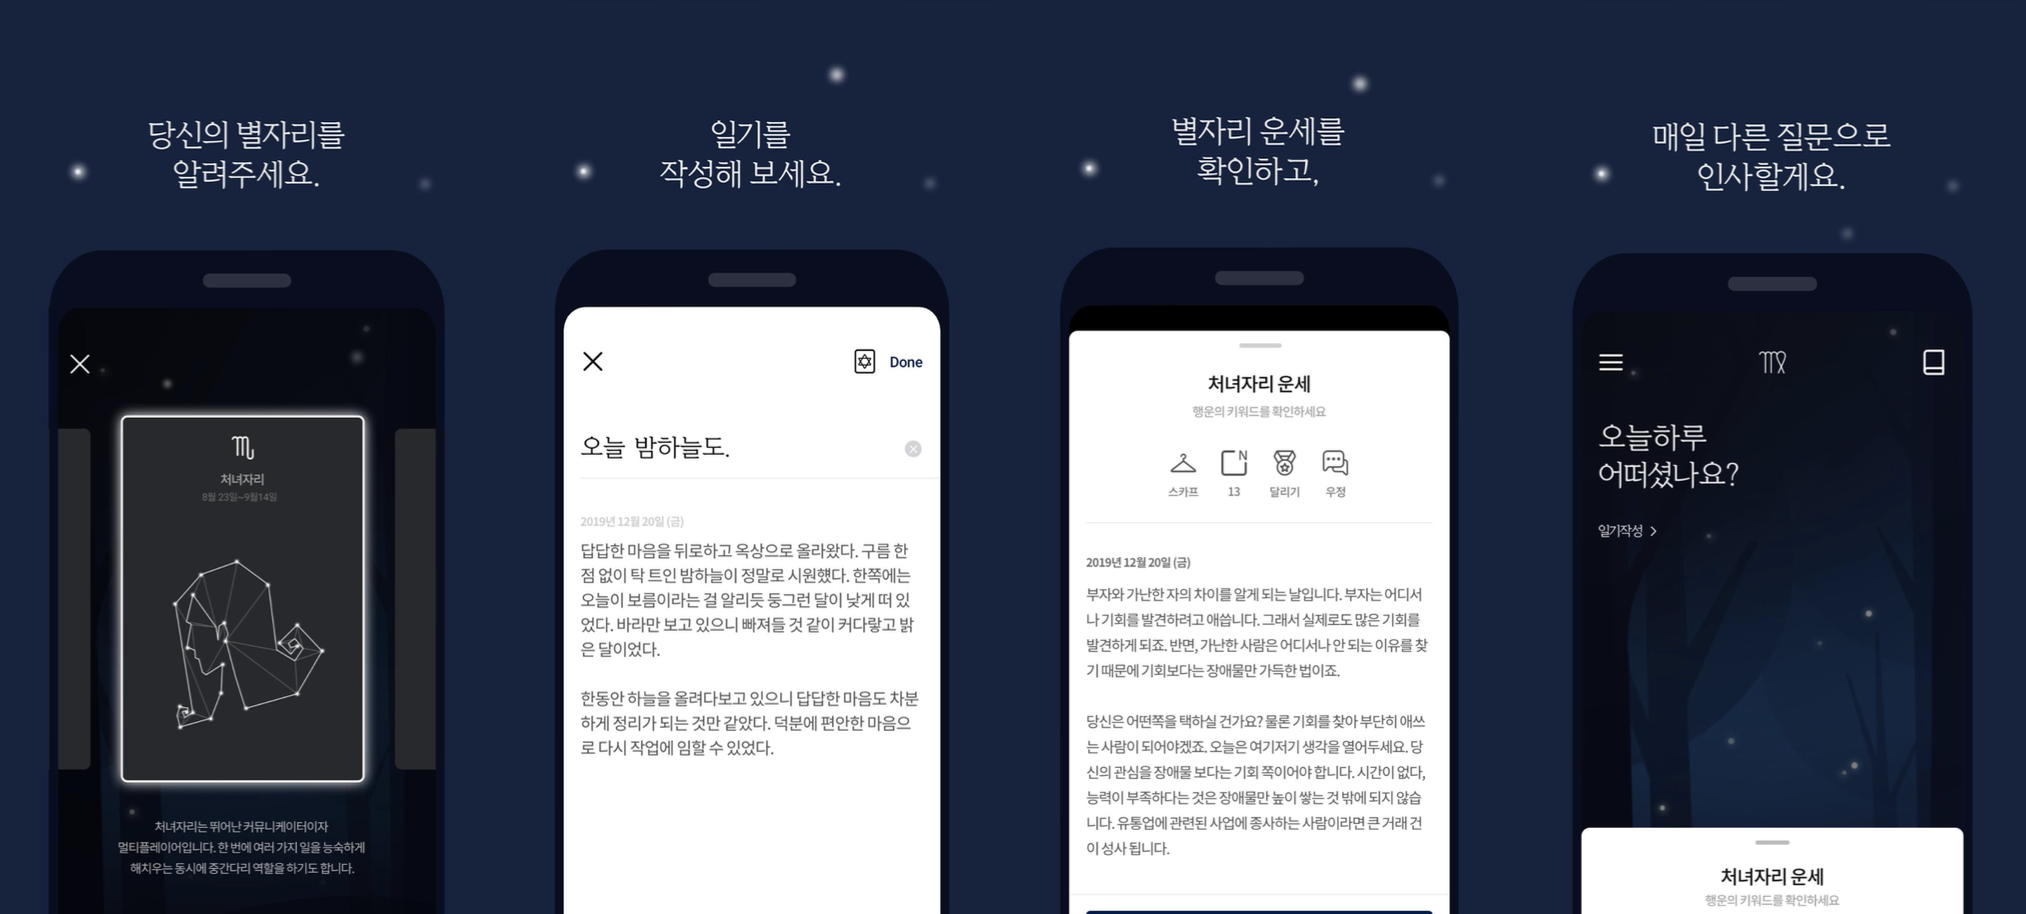 당신의 별자리를
알려주세요.
처녀자리
8월 23일~9월14일
처녀자리는 뛰어난 커뮤니케이터이자
멀티플레이어입니다. 한 번에 여러 가지 일을 능숙하게
해치우는 동시에 중간다리 역할을 하기도 합니다.
일기를
작성해 보세요.
Done
오늘 밤하늘도.
2019년 12월 20일 (금)
답답한 마음을 뒤로하고 옥상으로 올라왔다. 구름 한
점 없이 탁 트인 밤하늘이 정말로 시원헀다. 한쪽에는
오늘이 보름이라는 걸 알리듯 둥그런 달이 낮게 떠 있
었다. 바라만 보고 있으니 빠져들 것 같이 커다랗고 밝
은 달이었다.
한동안 하늘을 올려다보고 있으니 답답한 마음도 차분
하게 정리가 되는 것만 같았다. 덕분에 편안한 마음으
로 다시 작업에 임할 수 있었다.
별자리 운세를
확인하고,
처녀자리 운세
행운의 키워드를 확인하세요
N
스카프
13
달리기
우정
2019년 12월 20일 (금)
부자와 가난한 자의 차이를 알게 되는 날입니다. 부자는 어디서
나 기회를 발견하려고 애씁니다. 그래서 실제로도 많은 기회를
발견하게 되죠. 반면, 가난한 사람은 어디서나 안 되는 이유를 찾
기 때문에 기회보다는 장애물만 가득한 법이죠.
당신은 어떤쪽을 택하실 건가요? 물론 기회를 찾아 부단히 애쓰
는 사람이 되어야겠죠. 오늘은 여기저기 생각을 열어두세요. 당
신의 관심을 장애물 보다는 기회 쪽이어야 합니다. 시간이 없다,
능력이 부족하다는 것은 장애물만 높이 쌓는 것 밖에 되지 않습
니다. 유통업에 관련된 사업에 종사하는 사람이라면 큰 거래 건
이 성사 됩니다.
매일 다른 질문으로
인사할게요.
오늘하루
어떠셨나요?
일기작성 >
처녀자리 운세
행운의 키워드를 확인하세요